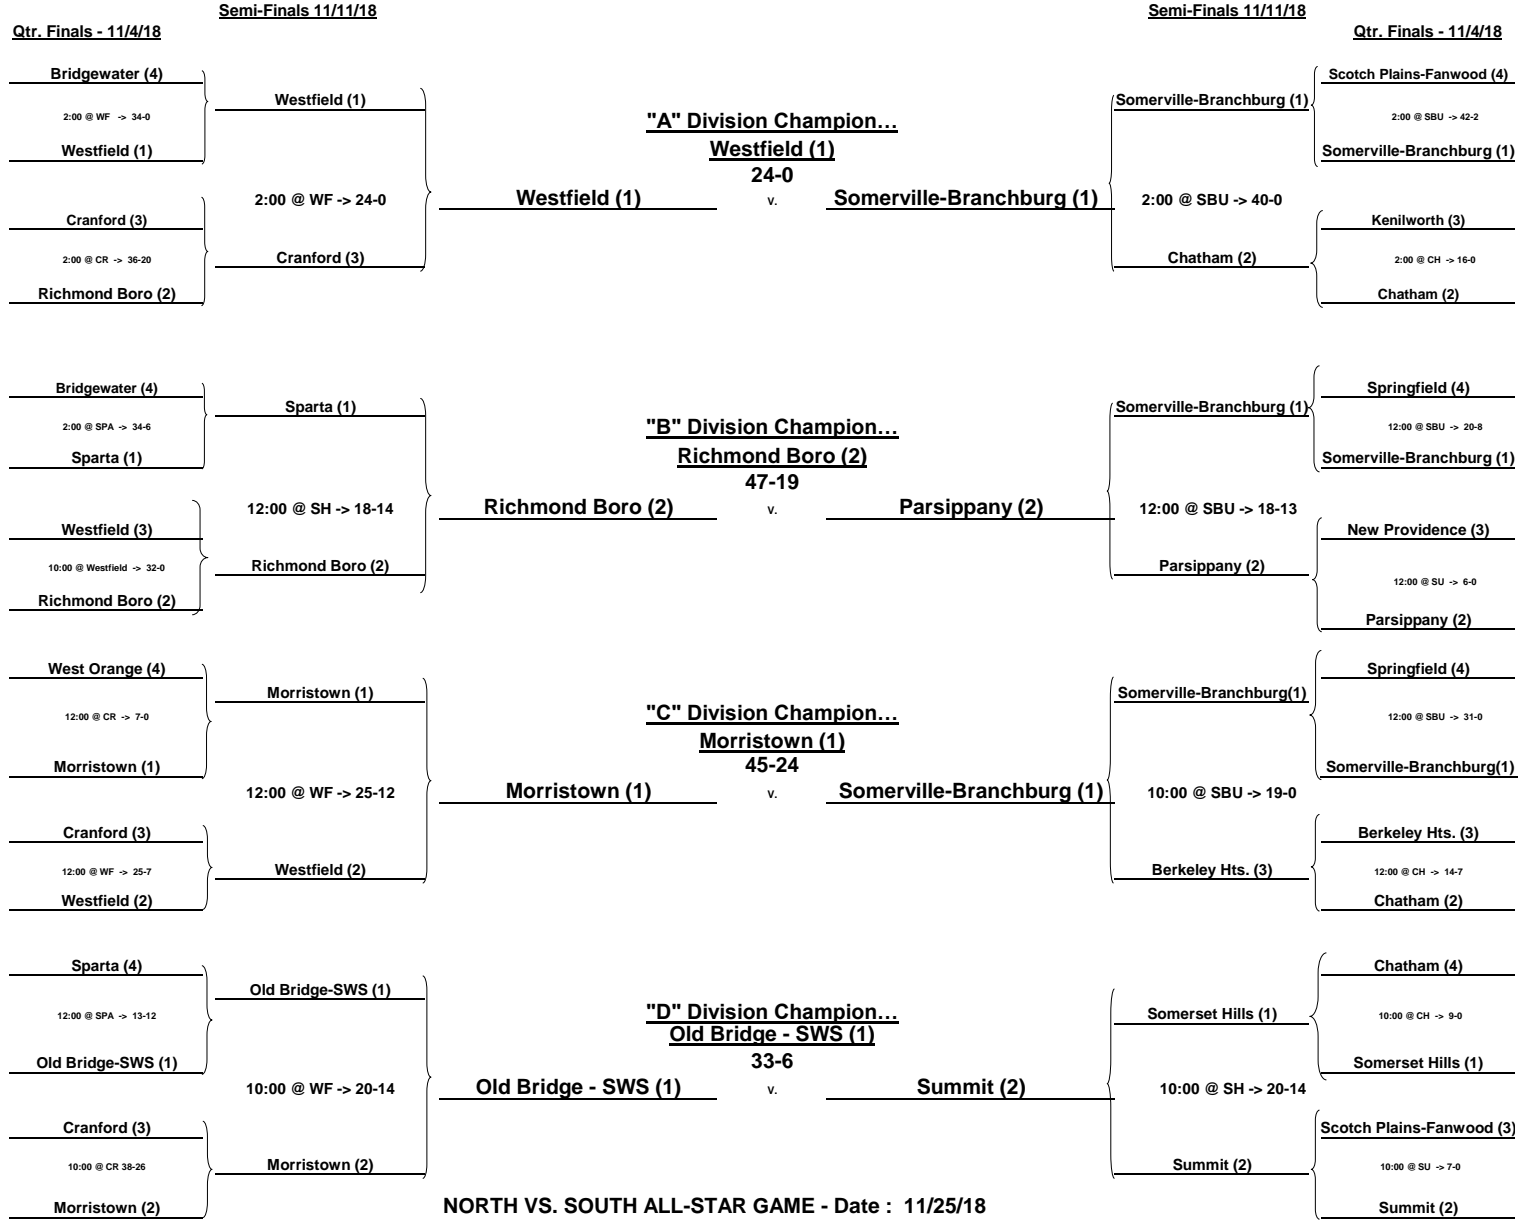 Semi-Finals 11/11/18
Semi-Finals 11/11/18
Qtr. Finals - 11/4/18
Qtr. Finals - 11/4/18
Bridgewater (4)
2:00 @ WF -> 34-0
Westfield (1)
Cranford (3)
2:00 @ CR -> 36-20
Richmond Boro (2)
Westfield (1)
2:00 @ WF -> 24-0
Cranford (3)
"A" Division Champion...
Westfield (1)
24-0
Westfield (1)
v.
Somerville-Branchburg (1)
Somerville-Branchburg (1)
2:00 @ SBU -> 40-0
Chatham (2)
Scotch Plains-Fanwood (4)
2:00 @ SBU -> 42-2
Somerville-Branchburg (1)
Kenilworth (3)
2:00 @ CH -> 16-0
Chatham (2)
Bridgewater (4)
2:00 @ SPA -> 34-6
Sparta (1)
Westfield (3)
10:00 @ Westfield -> 32-0
Richmond Boro (2)
Sparta (1)
12:00 @ SH -> 18-14
Richmond Boro (2)
"B" Division Champion...
Richmond Boro (2)
47-19
Richmond Boro (2)
v.
Parsippany (2)
Somerville-Branchburg (1)
12:00 @ SBU -> 18-13
Parsippany (2)
Springfield (4)
12:00 @ SBU -> 20-8
Somerville-Branchburg (1)
New Providence (3)
12:00 @ SU -> 6-0
Parsippany (2)
West Orange (4)
12:00 @ CR -> 7-0
Morristown (1)
Cranford (3)
12:00 @ WF -> 25-7
Westfield (2)
Morristown (1)
12:00 @ WF -> 25-12
Westfield (2)
"C" Division Champion...
Morristown (1)
45-24
Morristown (1)
v.
Somerville-Branchburg (1)
Somerville-Branchburg(1)
10:00 @ SBU -> 19-0
Berkeley Hts. (3)
Springfield (4)
12:00 @ SBU -> 31-0
Somerville-Branchburg(1)
Berkeley Hts. (3)
12:00 @ CH -> 14-7
Chatham (2)
Sparta (4)
12:00 @ SPA -> 13-12
Old Bridge-SWS (1)
Cranford (3)
10:00 @ CR 38-26
Morristown (2)
Old Bridge-SWS (1)
10:00 @ WF -> 20-14
Morristown (2)
"D" Division Champion...
Old Bridge - SWS (1)
33-6
Old Bridge - SWS (1)
v.
Summit (2)
Somerset Hills (1)
10:00 @ SH -> 20-14
Summit (2)
Chatham (4)
10:00 @ CH -> 9-0
Somerset Hills (1)
Scotch Plains-Fanwood (3)
10:00 @ SU -> 7-0
Summit (2)
NORTH VS. SOUTH ALL-STAR GAME - Date : 11/25/18